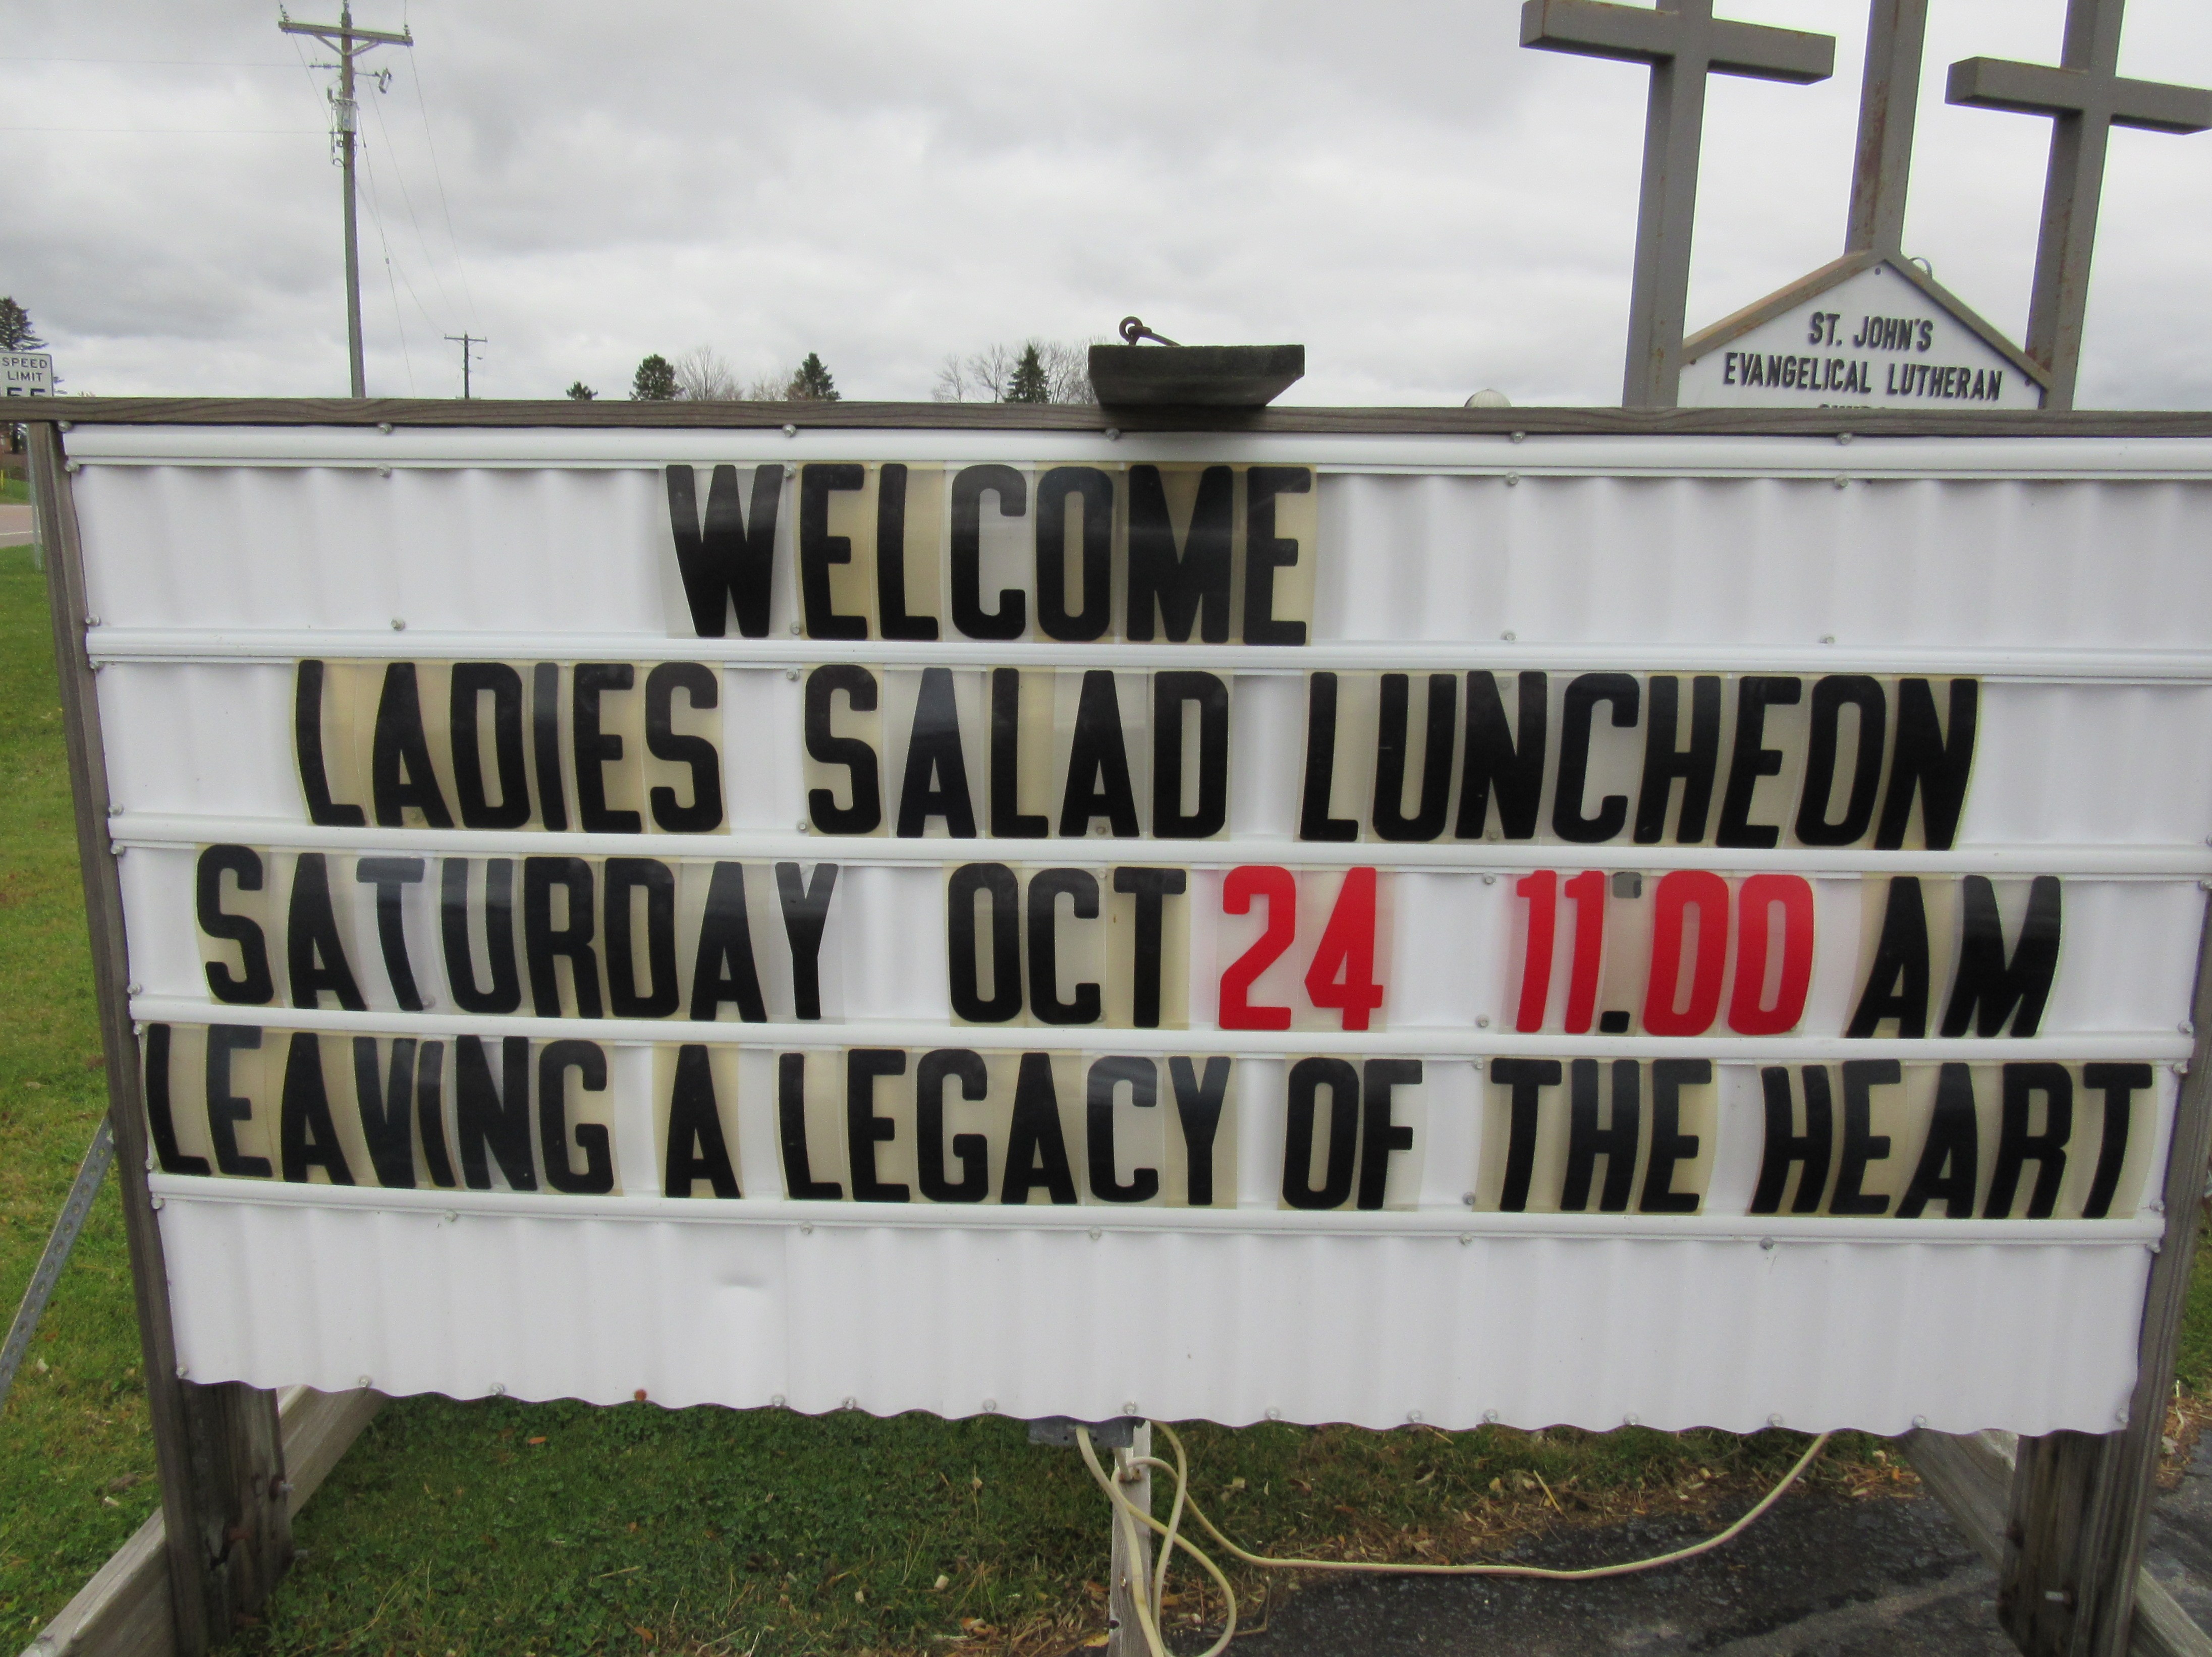 SPEED
LIMIT
55
ST. JOHN'S
EVANGELICAL LUTHERAN
WELCOME
LADIES SALAD LUNCHEON
SATURDAY OCT 24 11:00 AM
LEAVING A LEGACY OF THE HEART